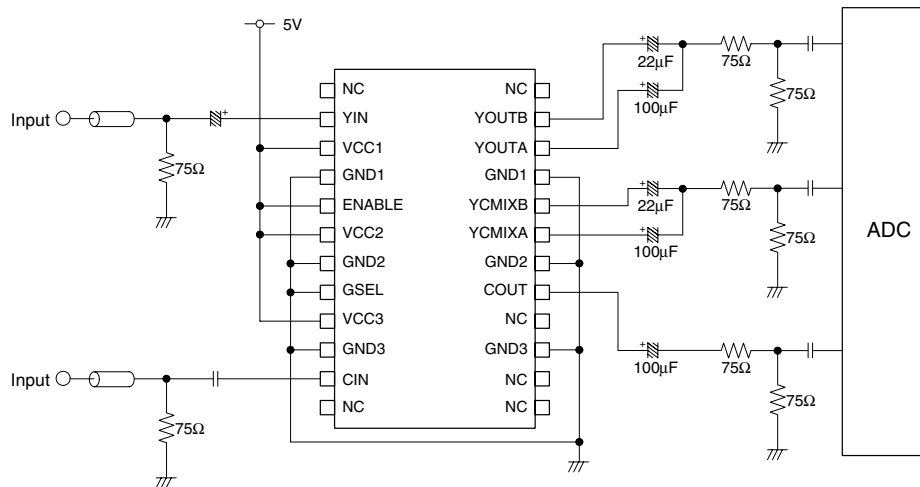 5V
Input
+
75Ω
NC
YIN
VCC1
GND1
ENABLE
VCC2
GND2
GSEL
VCC3
GND3
CIN
NC
Input
75Ω
NC
YOUTB
YOUTA
GND1
YCMIXB
YCMIXA
GND2
COUT
NC
GND3
NC
NC
+
22μF
75Ω
+
100μF
75Ω
+
22μF
75Ω
+
100μF
75Ω
+
100μF
75Ω
75Ω
ADC